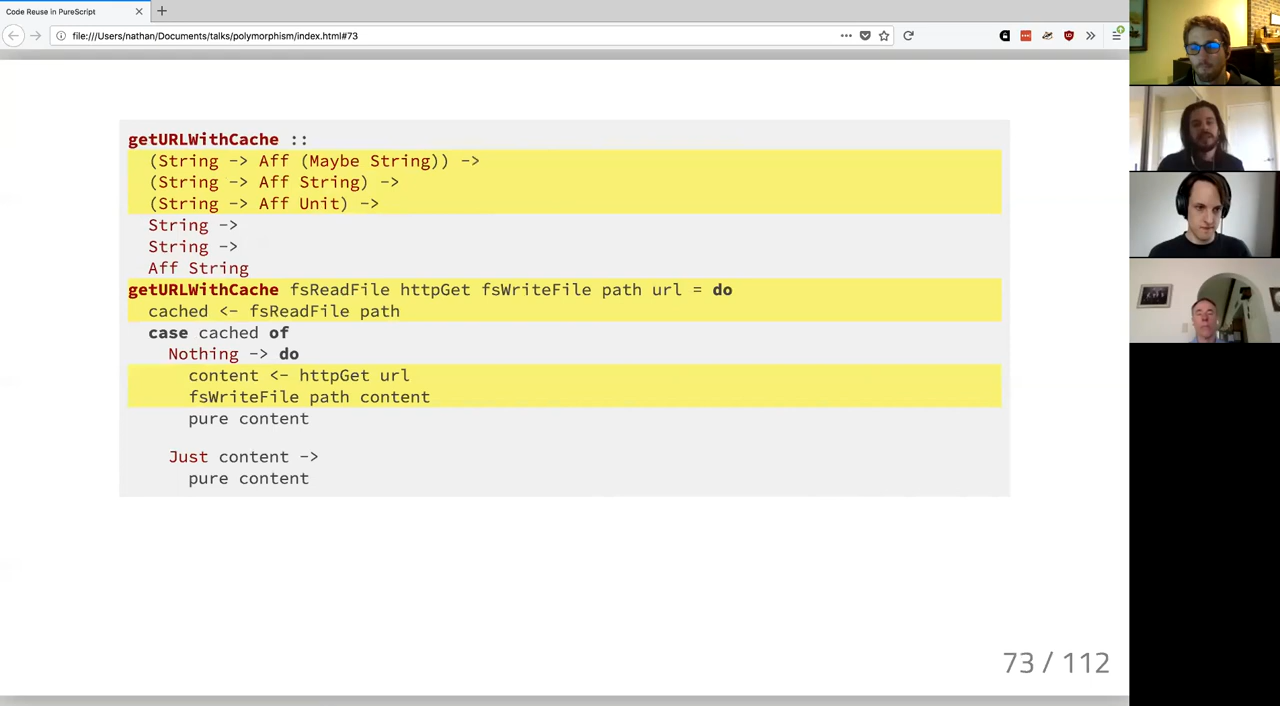 Code Reuse in PureScript
file:///Users/nathan/Documents/talks/polymorphism/index.html#73
getURLWithCache ::
(String -> Aff (Maybe String)) ->
(String -> Aff String) ->
(String -> Aff Unit) ->
String ->
String ->
Aff String
getURLWithCache fsReadFile httpGet fsWriteFile path url = do
cached <- fsReadFile path
case cached of
Nothing -> do
content <- httpGet url
fsWriteFile path content
pure content
Just content ->
pure content
73 / 112